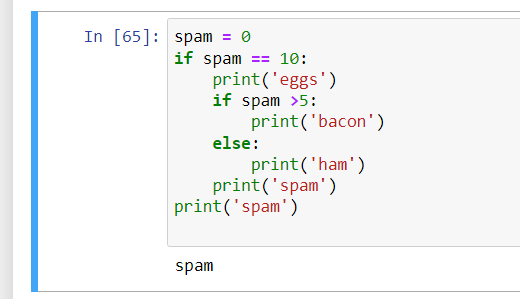 In [65]: spam = 0
if spam == 10:
    print('eggs')
    if spam >5:
        print('bacon')
    else:
        print('ham')
    print('spam')
print('spam')
spam